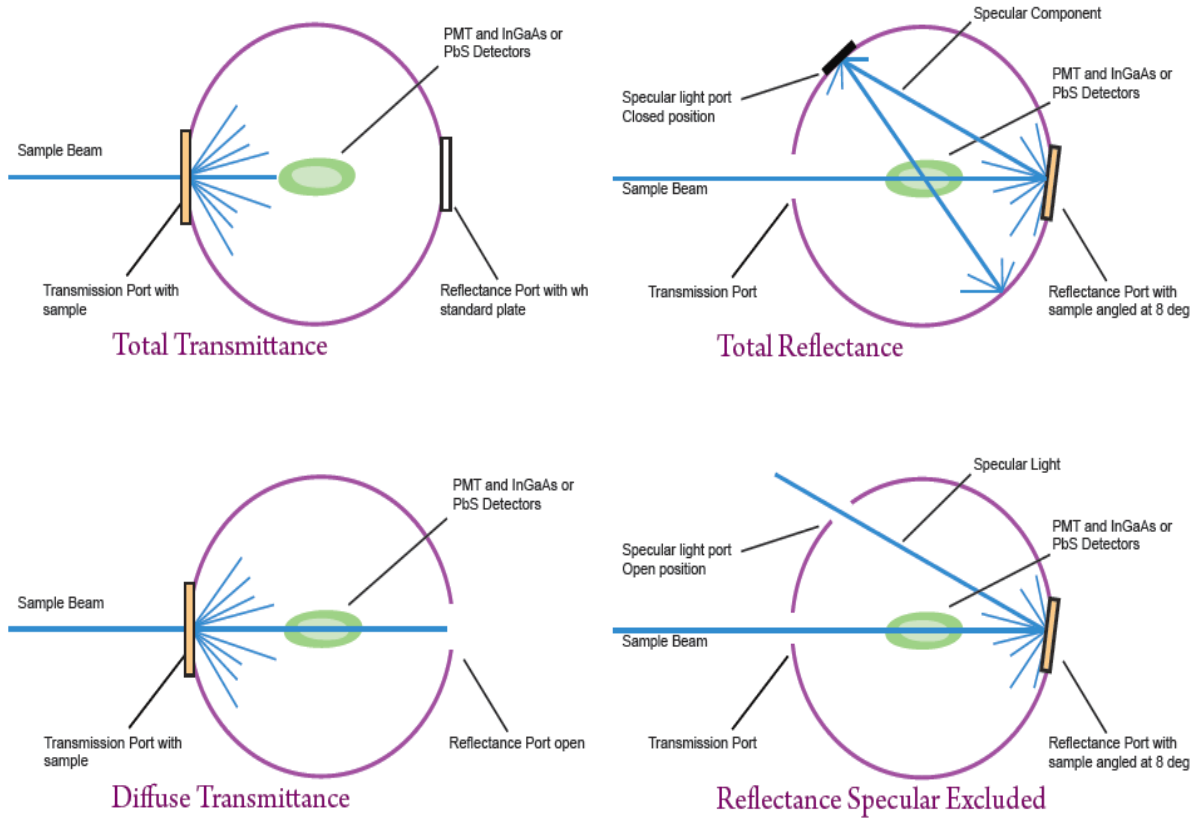 PMT and InGaAs or
PbS Detectors
Sample Beam
Transmission Port with
sample
Reflectance Port with wh
standard plate
Total Transmittance
Specular Component
PMT and InGaAs or
PbS Detectors
Specular light port
Closed position
Sample Beam
Transmission Port
Reflectance Port with
sample angled at 8 deg
Total Reflectance
PMT and InGaAs or
PbS Detectors
Sample Beam
Transmission Port with
sample
Reflectance Port open
Diffuse Transmittance
Specular Light
PMT and InGaAs or
PbS Detectors
Specular light port
Open position
Sample Beam
Transmission Port
Reflectance Port with
sample angled at 8 deg
Reflectance Specular Excluded